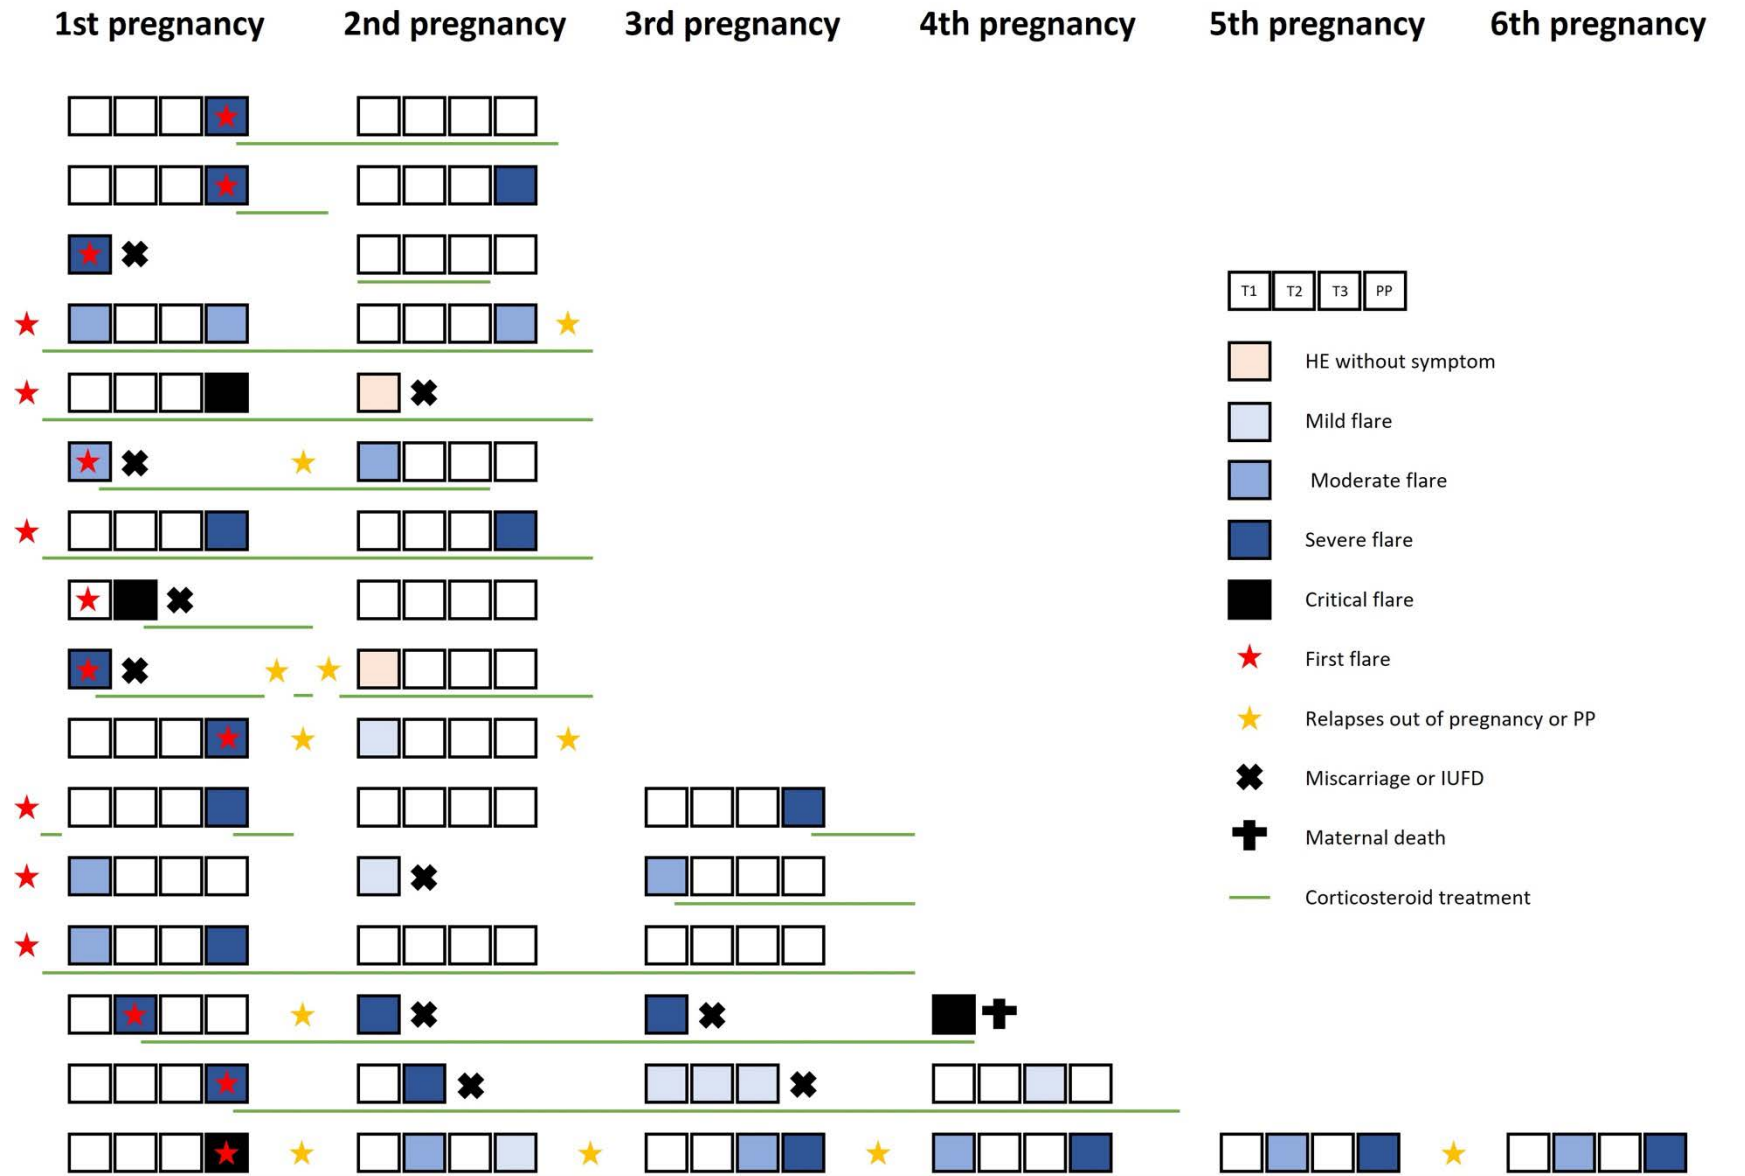 1st pregnancy 2nd pregnancy 3rd pregnancy 4th pregnancy 5th pregnancy 6th pregnancy
T1 T2 T3 PP
HE without symptom
Mild flare
Moderate flare
Severe flare
Critical flare
First flare
Relapses out of pregnancy or PP
Miscarriage or IUFD
Maternal death
Corticosteroid treatment